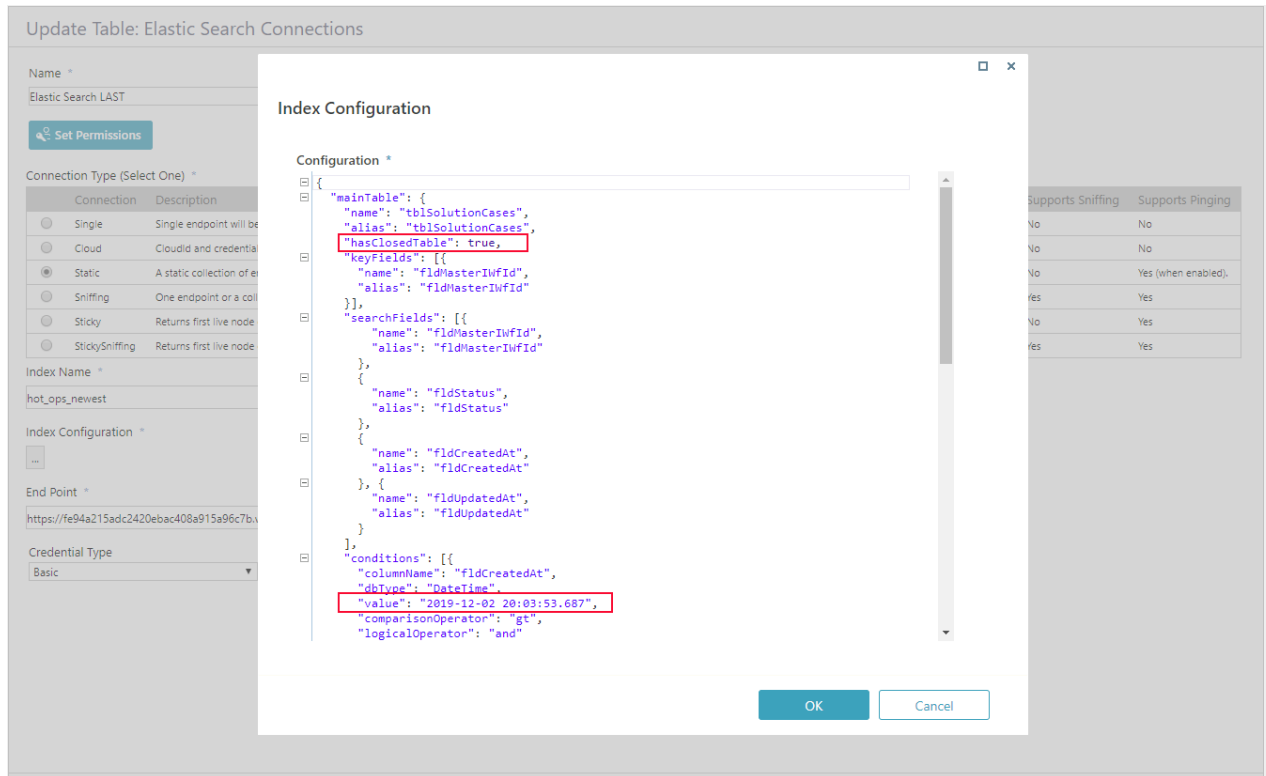 Update Table: Elastic Search Connections
Name *
Elastic Search LAST
Set Permissions
Connection Type (Select One) *
Connection Description Supports Sniffing Supports Pinging
Single Single endpoint will be No No
Cloud CloudId and credentia No No
Static A static collection of e No Yes (when enabled).
Sniffing One endpoint or a coll Yes Yes
Sticky Returns first live node No Yes
StickySniffing Returns first live node Yes Yes
Index Name *
hot_ops_newest
Index Configuration *
...
End Point *
https://fe94a215adc2420ebac408a915a96c7b.v
Credential Type
Basic
Index Configuration
Configuration *
{
"mainTable": {
"name": "tblSolutionCases",
"alias": "tblSolutionCases",
"hasClosedTable": true,
"keyFields": [{
"name": "fldMasterIWfId",
"alias": "fldMasterIWfId"
}],
"searchFields": [{
"name": "fldMasterIWfId",
"alias": "fldMasterIWfId"
},
{
"name": "fldStatus",
"alias": "fldStatus"
},
{
"name": "fldCreatedAt",
"alias": "fldCreatedAt"
}, {
"name": "fldUpdatedAt",
"alias": "fldUpdatedAt"
}
],
"conditions": [{
"columnName": "fldCreatedAt",
"dbType": "DateTime",
"value": "2019-12-02 20:03:53.687",
"comparisonOperator": "gt",
"logicalOperator": "and"
OK Cancel